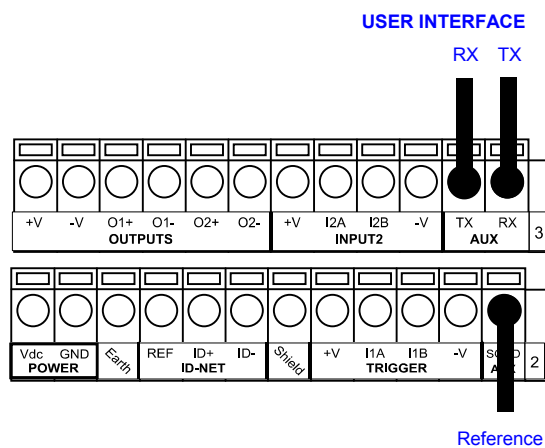 USER INTERFACE
RX TX
+V -V O1+ O1- O2+ O2- +V I2A I2B -V TX RX
OUTPUTS INPUT2 AUX 3
Vdc GND Earth REF ID+ ID- Shield +V I1A I1B -V
POWER ID-NET TRIGGER 2
Reference